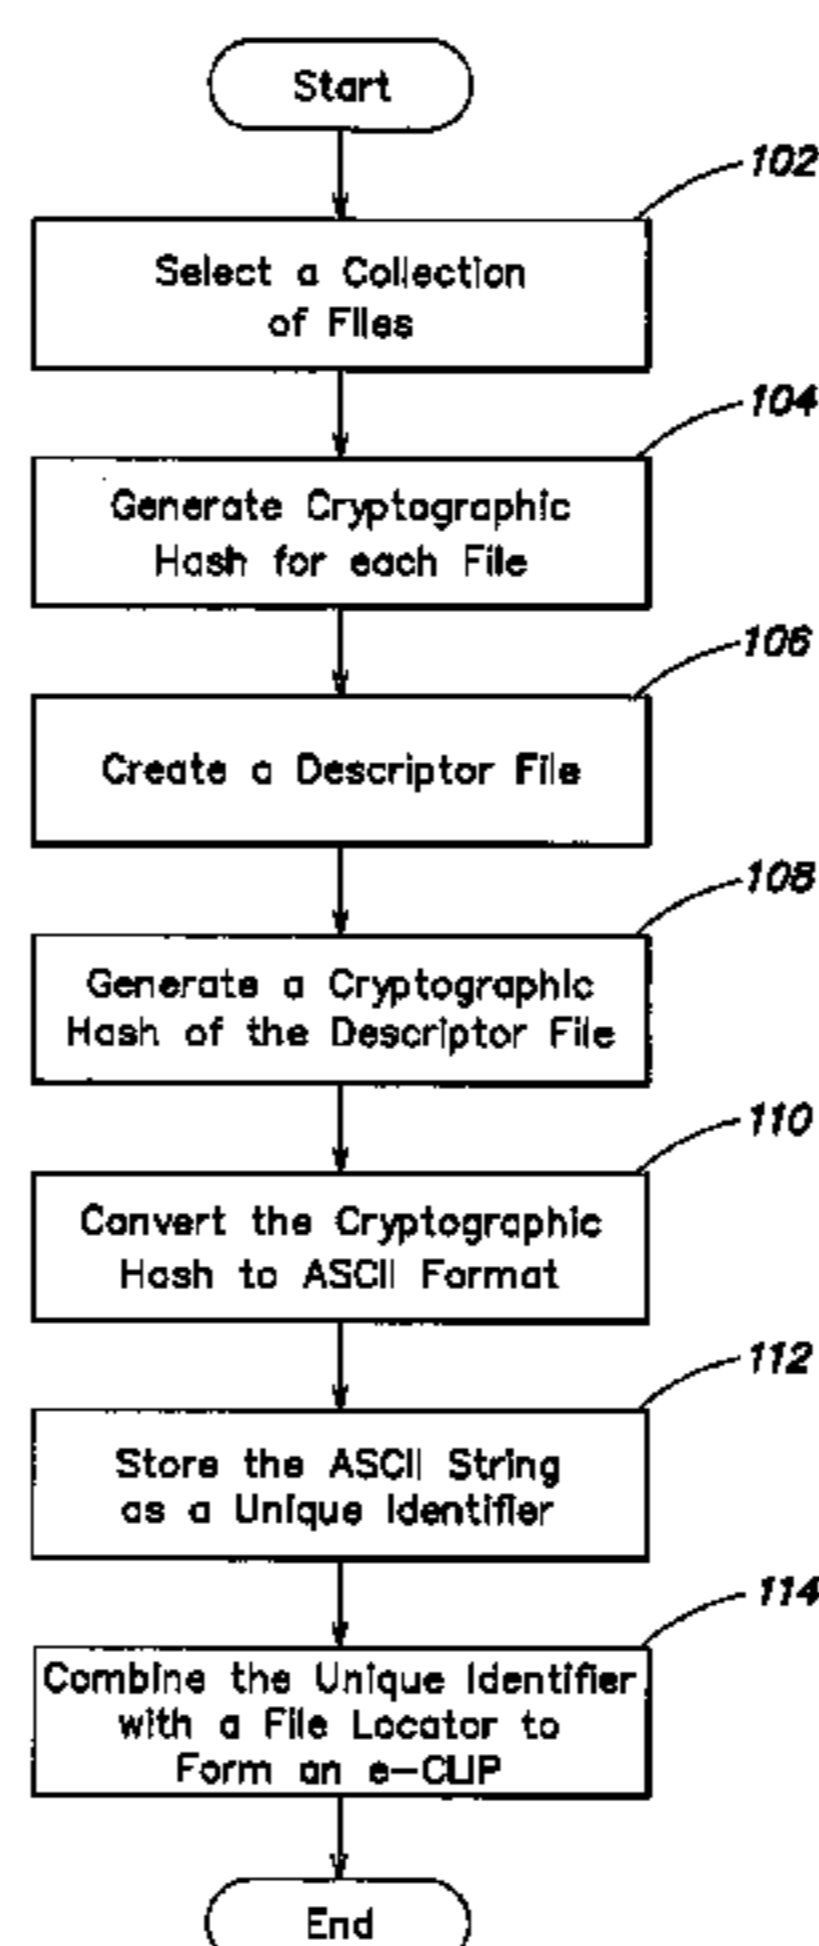 Start
102
Select a Collection
of Files
104
Generate Cryptographic
Hash for each File
106
Create a Descriptor File
108
Generate a Cryptographic
Hash of the Descriptor File
110
Convert the Cryptographic
Hash to ASCII Format
112
Store the ASCII String
as a Unique Identifier
114
Combine the Unique Identifier
with a File Locator to
Form an e-CLIP
End